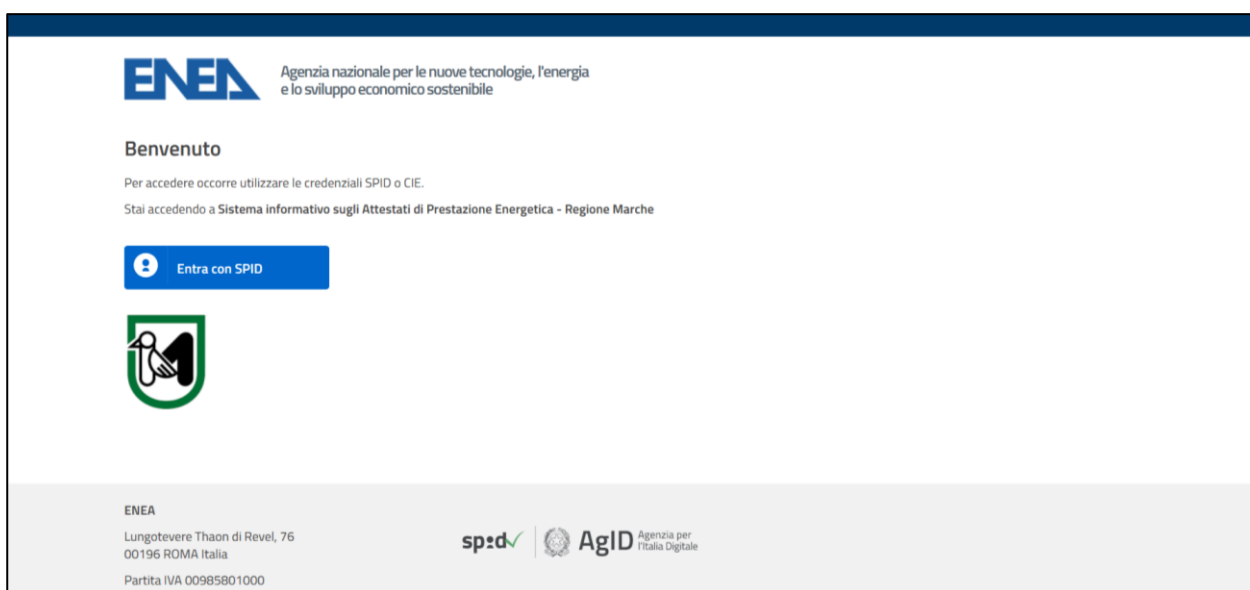 ENEA
Agenzia nazionale per le nuove tecnologie, l'energia
e lo sviluppo economico sostenibile
Benvenuto
Per accedere occorre utilizzare le credenziali SPID o CIE.
Stai accedendo a Sistema informativo sugli Attestati di Prestazione Energetica - Regione Marche
Entra con SPID
ENEA
Lungotevere Thaon di Revel, 76
00196 ROMA Italia
Partita IVA 00985801000
spid
AgID Agenzia per
l'Italia Digitale